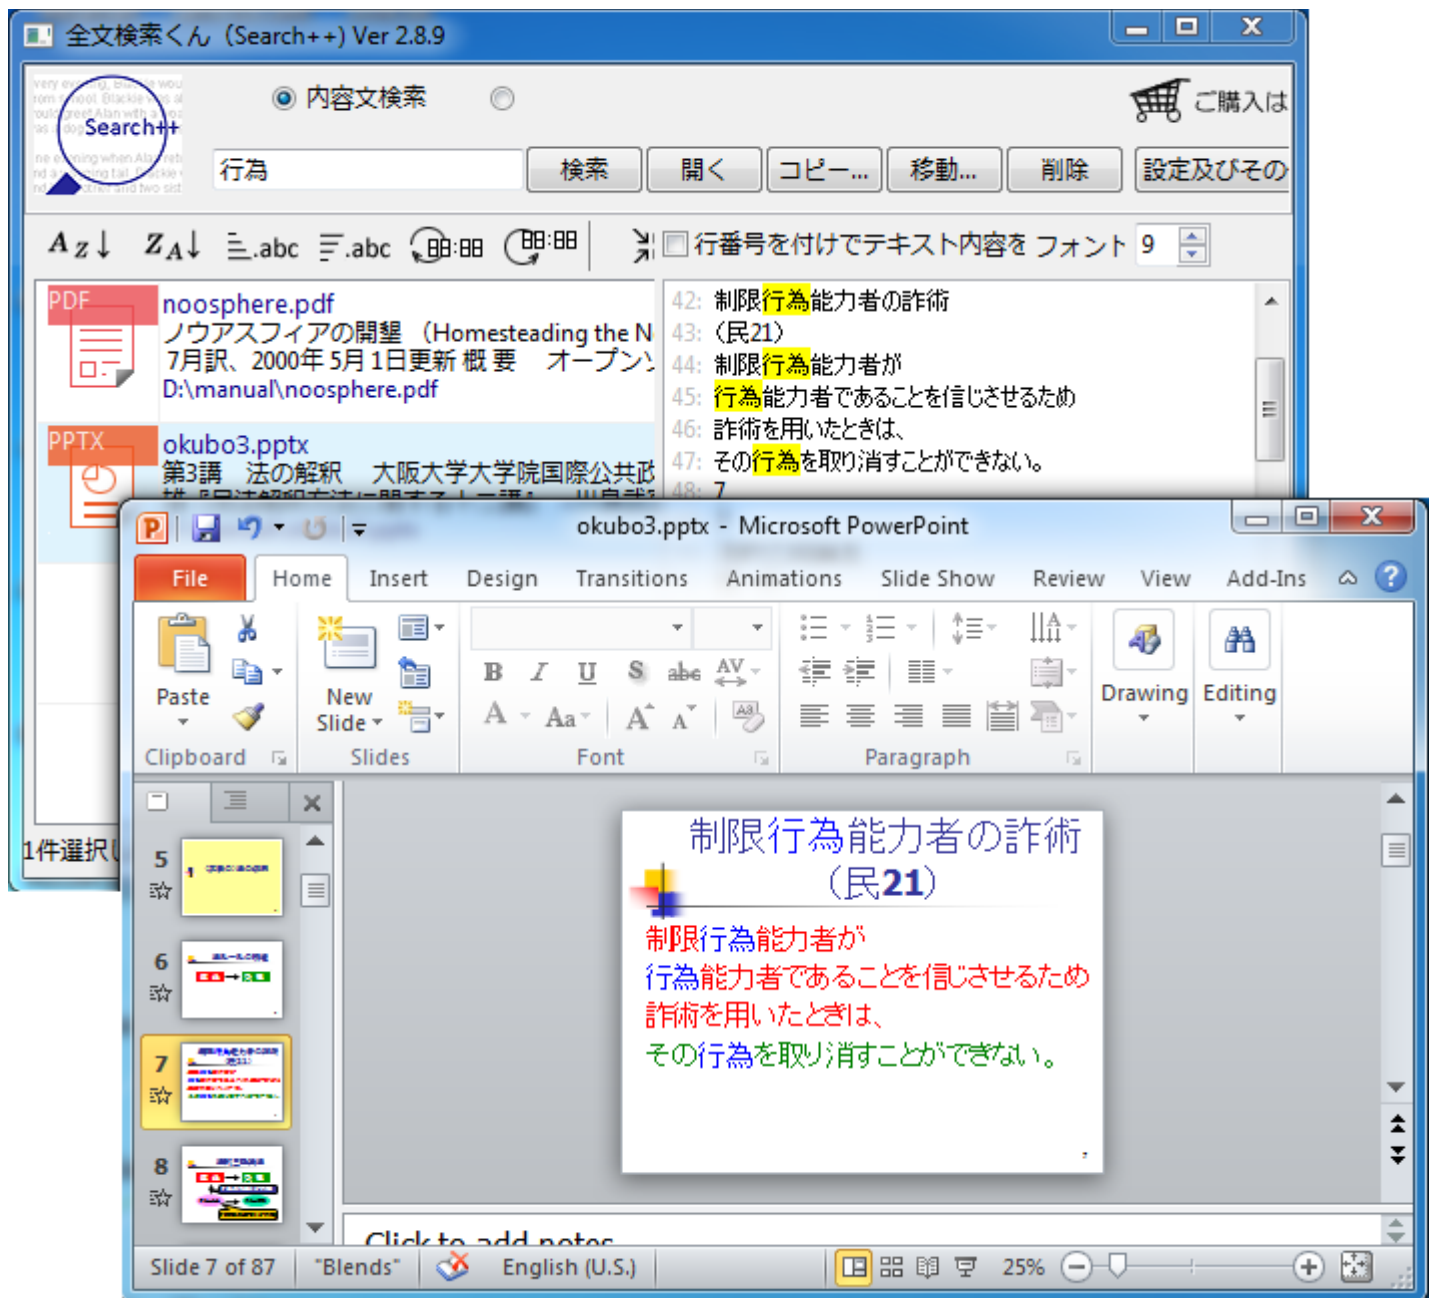 全文検索くん（Search++) Ver 2.8.9
Search++
内容文検索
ご購入は
行為
検索
開く
コピー...
移動...
削除
設定及びその
A Z↓
Z A↓
.abc
.abc
88:88
88:88
行番号を付けでテキスト内容を
フォント
9
PDF
noosphere.pdf
ノウアスフィアの開墾 （Homesteading the N
7月訳、2000年 5月 1日更新 概 要　オープンソ
D:\manual\noosphere.pdf
PPTX
okubo3.pptx
第3講　法の解釈　大阪大学大学院国際公共政
42: 制限行為能力者の詐術
43: （民21）
44: 制限行為能力者が
45: 行為能力者であることを信じさせるため
46: 詐術を用いたときは、
47: その行為を取り消すことができない。
48: 7
1件選択し
okubo3.pptx - Microsoft PowerPoint
File
Home
Insert
Design
Transitions
Animations
Slide Show
Review
View
Add-Ins
Paste
Clipboard
New
Slide
Slides
B I U S abc AV
A Aa A A
Font
Paragraph
Drawing
Editing
5
6
7
8
制限行為能力者の詐術
（民21）
制限行為能力者が
行為能力者であることを信じさせるため
詐術を用いたときは、
その行為を取り消すことができない。
Click to add notes
Slide 7 of 87
"Blends"
English (U.S.)
25%